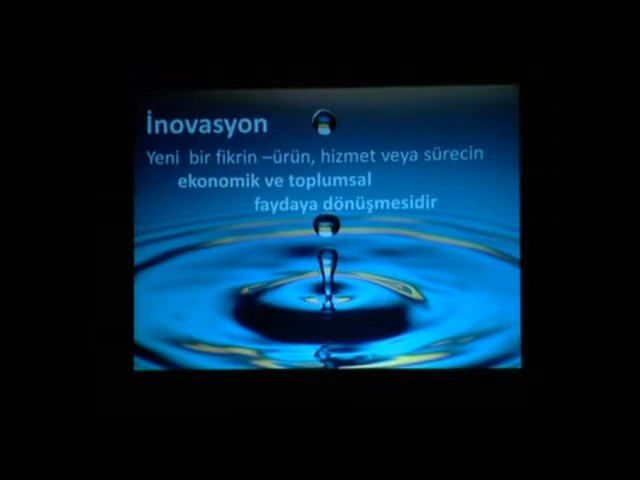 İnovasyon
Yeni bir fikrin –ürün, hizmet veya sürecin
ekonomik ve toplumsal
faydaya dönüşmesidir